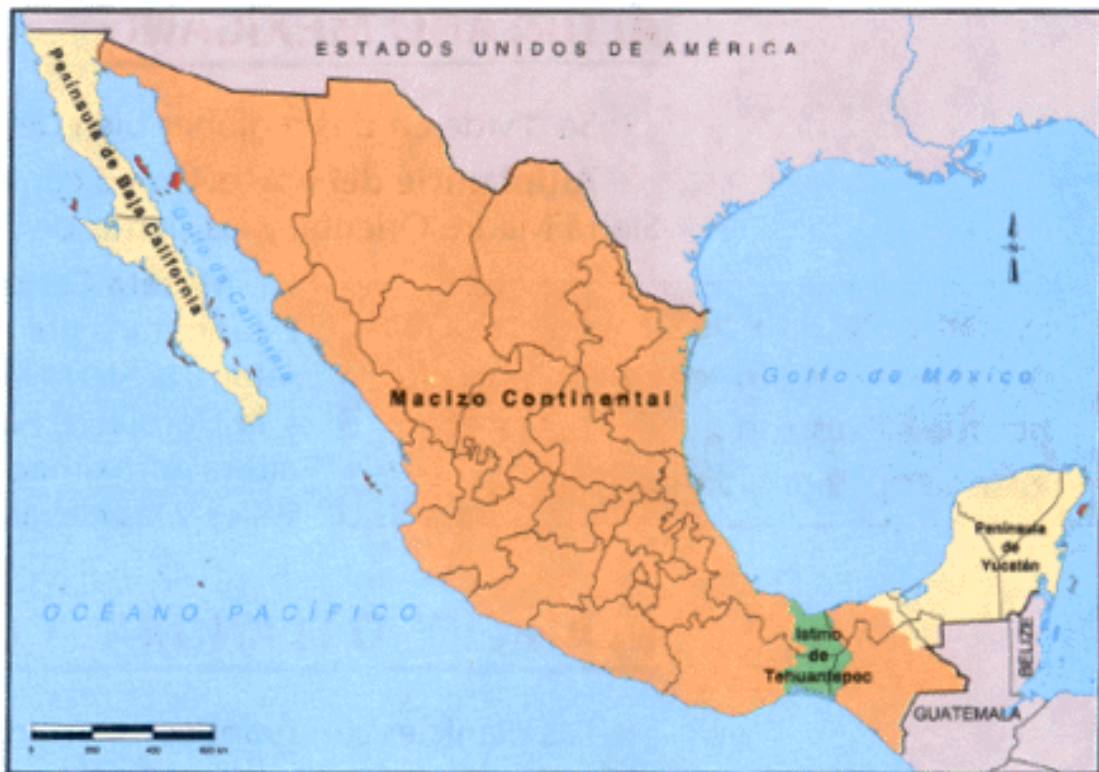 ESTADOS UNIDOS DE AMÉRICA
Península de Baja California
Golfo de California
Macizo Continental
Golfo de México
Península
de
Yucatán
OCÉANO PACÍFICO
Istmo
de
Tehuantepec
BELIZE
GUATEMALA
0